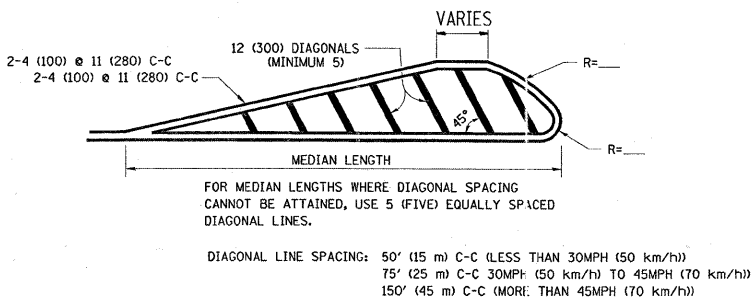 VARIES
12 (300) DIAGONALS
(MINIMUM 5)
2-4 (100) @ 11 (280) C-C
2-4 (100) @ 11 (280) C-C
R=___
45°
R=___
MEDIAN LENGTH
FOR MEDIAN LENGTHS WHERE DIAGONAL SPACING
CANNOT BE ATTAINED, USE 5 (FIVE) EQUALLY SPACED
DIAGONAL LINES.
DIAGONAL LINE SPACING: 50' (15 m) C-C (LESS THAN 30MPH (50 km/h))
75' (25 m) C-C 30MPH (50 km/h) TO 45MPH (70 km/h))
150' (45 m) C-C (MORE THAN 45MPH (70 km/h))